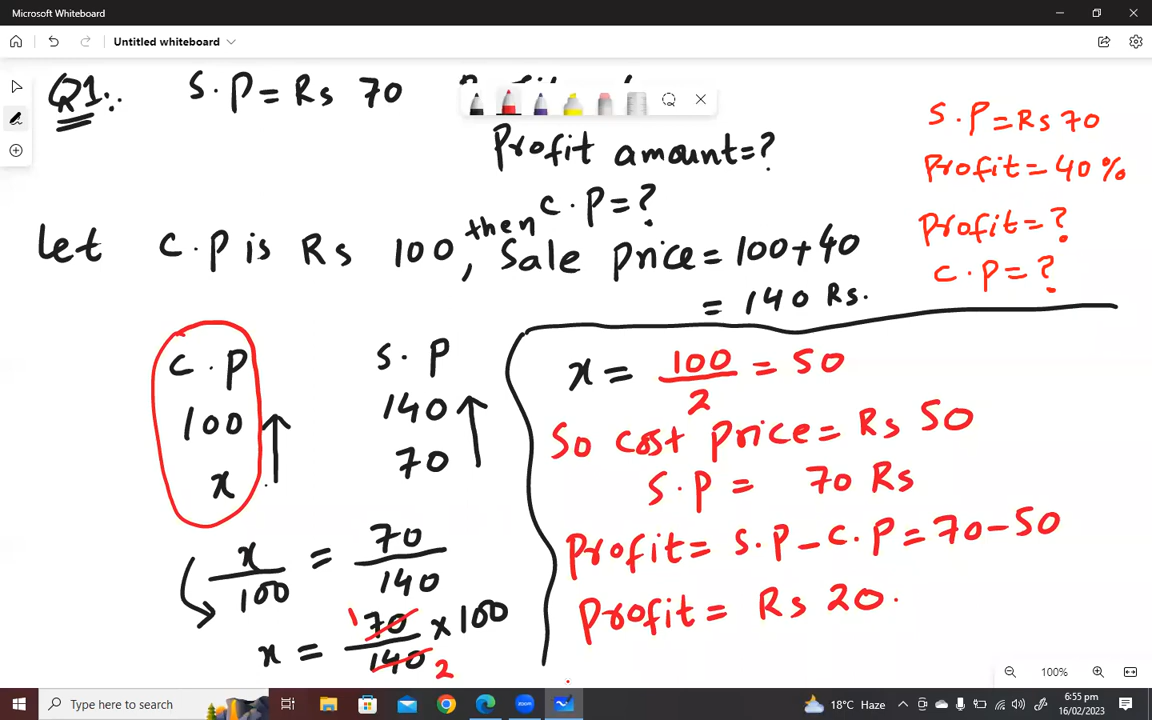 Microsoft Whiteboard
Untitled whiteboard
Q1:. S.P = Rs 70
Profit amount = ?
C.P = ?
S.P = Rs 70
Profit = 40 %
Profit = ?
C.P = ?
Let C.P is Rs 100, then Sale Price = 100 + 40
= 140 Rs.
C.P S.P
100 140
x 70
x/100 = 70/140
x = 70/140 x 100
1
2
x = 100/2 = 50
So cost price = Rs 50
S.P = 70 Rs
Profit = S.P - C.P = 70 - 50
Profit = Rs 20.
100%
Type here to search
zoom
18°C Haze
6:55 pm
16/02/2023